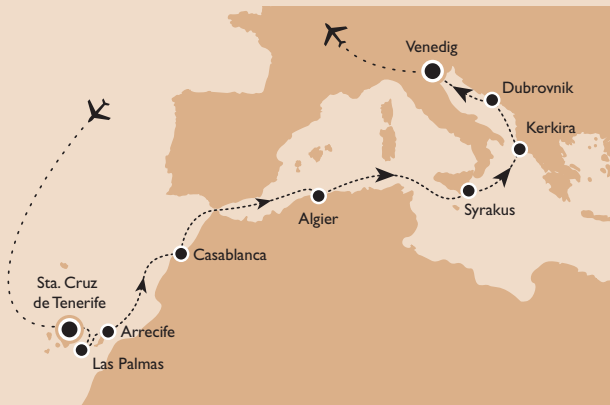 Venedig
Dubrovnik
Kerkira
Syrakus
Algier
Casablanca
Sta. Cruz
de Tenerife
Arrecife
Las Palmas